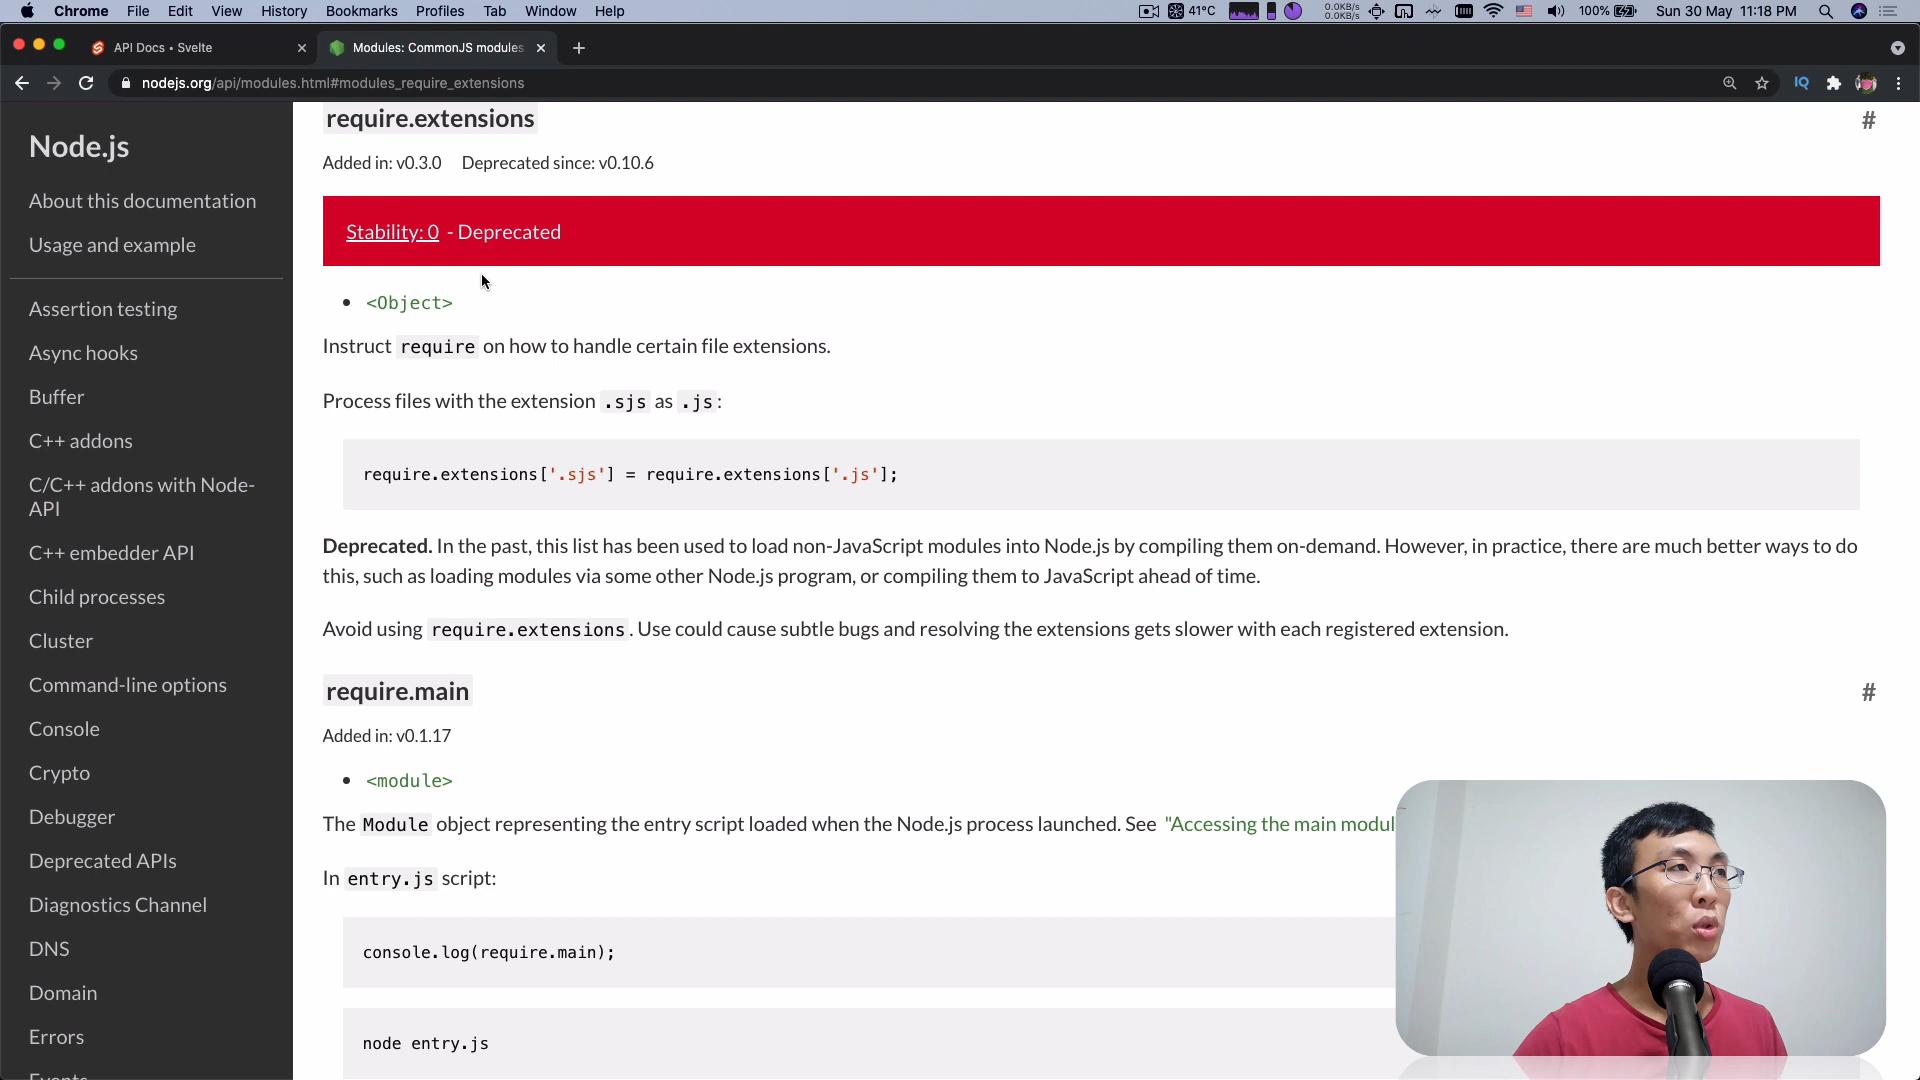 Chrome File Edit View History Bookmarks Profiles Tab Window Help 0.0KB/s 0.0KB/s 41°C 100% Sun 30 May 11:18 PM
API Docs • Svelte
Modules: CommonJS modules
nodejs.org/api/modules.html#modules_require_extensions
IQ
Node.js
About this documentation
Usage and example
Assertion testing
Async hooks
Buffer
C++ addons
C/C++ addons with Node-
API
C++ embedder API
Child processes
Cluster
Command-line options
Console
Crypto
Debugger
Deprecated APIs
Diagnostics Channel
DNS
Domain
Errors
Events
require.extensions #
Added in: v0.3.0 Deprecated since: v0.10.6
Stability: 0 - Deprecated
• <Object>
Instruct require on how to handle certain file extensions.
Process files with the extension .sjs as .js:
require.extensions['.sjs'] = require.extensions['.js'];
Deprecated. In the past, this list has been used to load non-JavaScript modules into Node.js by compiling them on-demand. However, in practice, there are much better ways to do
this, such as loading modules via some other Node.js program, or compiling them to JavaScript ahead of time.
Avoid using require.extensions. Use could cause subtle bugs and resolving the extensions gets slower with each registered extension.
require.main #
Added in: v0.1.17
• <module>
The Module object representing the entry script loaded when the Node.js process launched. See "Accessing the main modul
In entry.js script:
console.log(require.main);
node entry.js